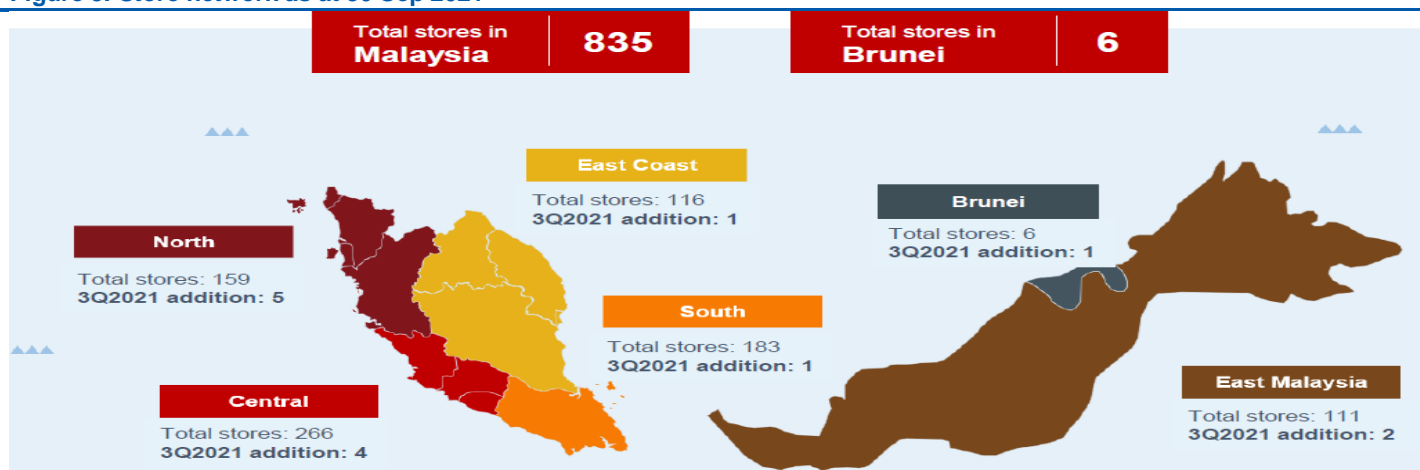 Total stores in
Malaysia
835
Total stores in
Brunei
6
East Coast
Total stores: 116
3Q2021 addition: 1
Brunei
Total stores: 6
3Q2021 addition: 1
North
Total stores: 159
3Q2021 addition: 5
South
Total stores: 183
3Q2021 addition: 1
East Malaysia
Total stores: 111
3Q2021 addition: 2
Central
Total stores: 266
3Q2021 addition: 4